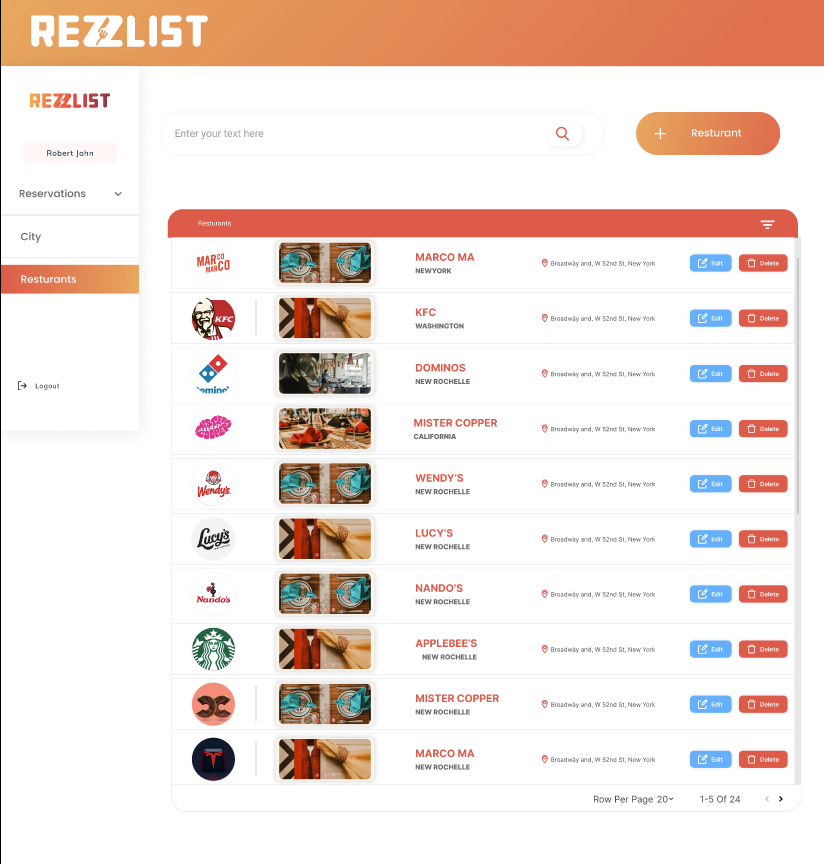 REZZLIST
REZZLIST
Robert John
Reservations
City
Resturants
Logout
Enter your text here
Resturant
Resturants
MARCO MARCO
MARCO MA
NEWYORK
Broadway and, W 52nd St, New York
Edit
Delete
KFC
KFC
WASHINGTON
Broadway and, W 52nd St, New York
Edit
Delete
Domino'
DOMINOS
NEW ROCHELLE
Broadway and, W 52nd St, New York
Edit
Delete
MISTER COPPER
CALIFORNIA
Broadway and, W 52nd St, New York
Edit
Delete
Wendy's
WENDY'S
NEW ROCHELLE
Broadway and, W 52nd St, New York
Edit
Delete
Lucy's
LUCY'S
NEW ROCHELLE
Broadway and, W 52nd St, New York
Edit
Delete
Nando's
NANDO'S
NEW ROCHELLE
Broadway and, W 52nd St, New York
Edit
Delete
APPLEBEE'S
NEW ROCHELLE
Broadway and, W 52nd St, New York
Edit
Delete
MISTER COPPER
NEW ROCHELLE
Broadway and, W 52nd St, New York
Edit
Delete
MARCO MA
NEW ROCHELLE
Broadway and, W 52nd St, New York
Edit
Delete
Row Per Page 20
1-5 Of 24